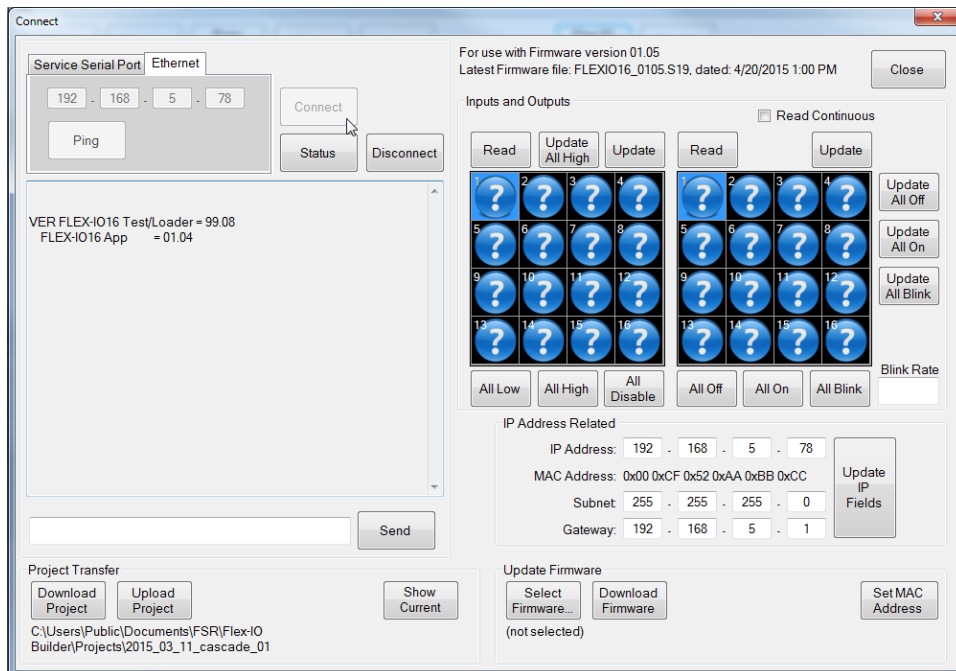 Connect
Service Serial Port Ethernet
192 . 168 . 5 . 78
Ping
Connect
Status
Disconnect
VER FLEX-IO16 Test/Loader = 99.08
FLEX-IO16 App = 01.04
Send
For use with Firmware version 01.05
Latest Firmware file: FLEXIO16_0105.S19, dated: 4/20/2015 1:00 PM
Close
Inputs and Outputs
Read Continuous
Read
Update
All High
Update
Read
Update
1 ? 2 ? 3 ? 4 ?
5 ? 6 ? 7 ? 8 ?
9 ? 10 ? 11 ? 12 ?
13 ? 14 ? 15 ? 16 ?
All Low
All High
All
Disable
1 ? 2 ? 3 ? 4 ?
5 ? 6 ? 7 ? 8 ?
9 ? 10 ? 11 ? 12 ?
13 ? 14 ? 15 ? 16 ?
All Off
All On
All Blink
Update
All Off
Update
All On
Update
All Blink
Blink Rate
IP Address Related
IP Address: 192 . 168 . 5 . 78
MAC Address: 0x00 0xCF 0x52 0xAA 0xBB 0xCC
Subnet: 255 . 255 . 255 . 0
Gateway: 192 . 168 . 5 . 1
Update
IP
Fields
Project Transfer
Download
Project
Upload
Project
Show
Current
C:\Users\Public\Documents\FSR\Flex-IO
Builder\Projects\2015_03_11_cascade_01
Update Firmware
Select
Firmware...
Download
Firmware
Set MAC
Address
(not selected)